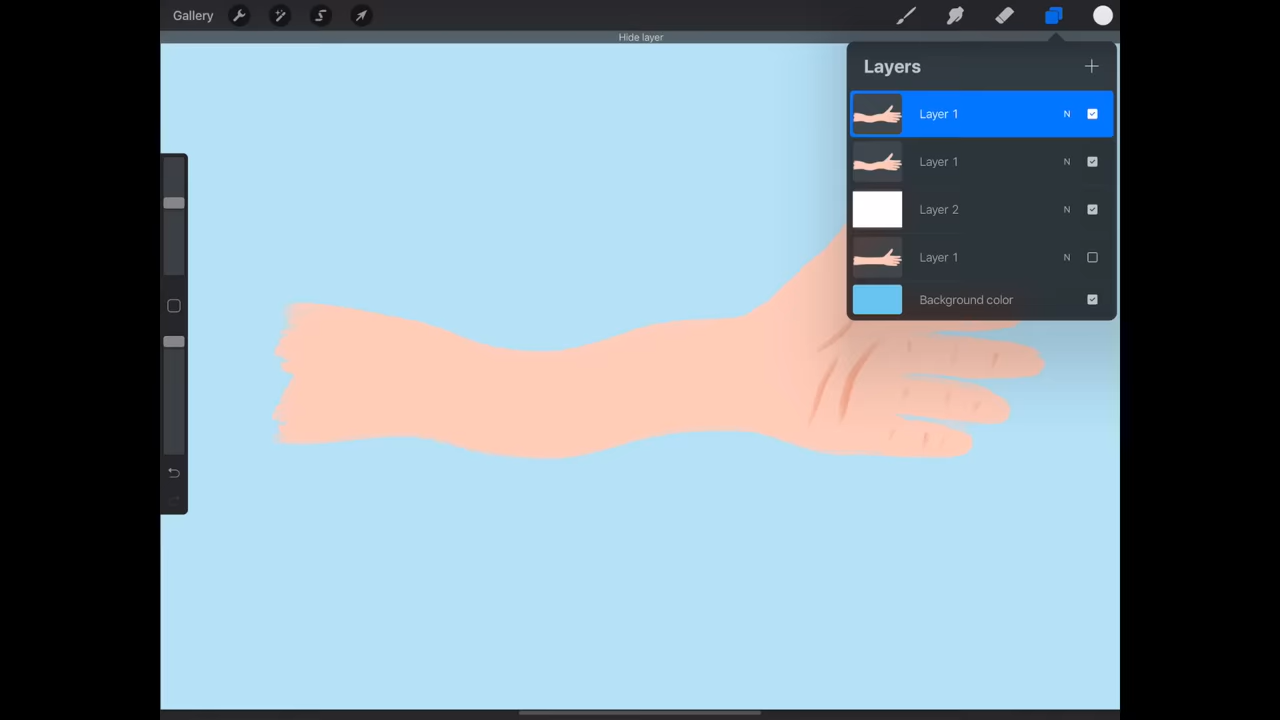 Gallery
Hide layer
Layers
Layer 1 N
Layer 1 N
Layer 2 N
Layer 1 N
Background color